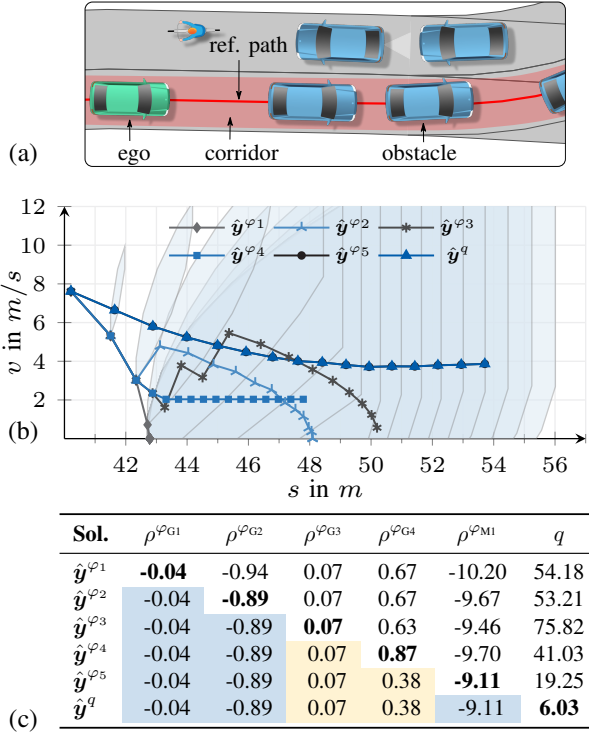 ref. path
ego
corridor
obstacle
(a)
12
10
8
6
4
2
v in m/s
ŷ^φ1
ŷ^φ2
ŷ^φ3
ŷ^φ4
ŷ^φ5
ŷ^q
42 44 46 48 50 52 54 56
s in m
(b)
Sol. ρ^φG1 ρ^φG2 ρ^φG3 ρ^φG4 ρ^φM1 q
ŷ^φ1 -0.04 -0.94 0.07 0.67 -10.20 54.18
ŷ^φ2 -0.04 -0.89 0.07 0.67 -9.67 53.21
ŷ^φ3 -0.04 -0.89 0.07 0.63 -9.46 75.82
ŷ^φ4 -0.04 -0.89 0.07 0.87 -9.70 41.03
ŷ^φ5 -0.04 -0.89 0.07 0.38 -9.11 19.25
ŷ^q -0.04 -0.89 0.07 0.38 -9.11 6.03
(c)